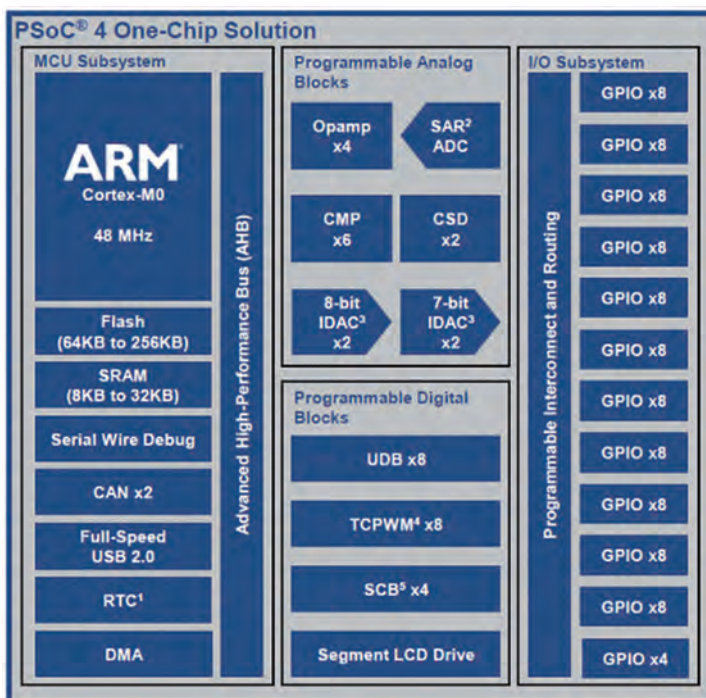 PSoC® 4 One-Chip Solution
MCU Subsystem
ARM®
Cortex-M0
48 MHz
Flash
(64KB to 256KB)
SRAM
(8KB to 32KB)
Serial Wire Debug
CAN x2
Full-Speed
USB 2.0
RTC¹
DMA
Advanced High-Performance Bus (AHB)
Programmable Analog
Blocks
Opamp
x4
SAR²
ADC
CMP
x6
CSD
x2
8-bit
IDAC³
x2
7-bit
IDAC³
x2
Programmable Digital
Blocks
UDB x8
TCPWM⁴ x8
SCB⁵ x4
Segment LCD Drive
I/O Subsystem
Programmable Interconnect and Routing
GPIO x8
GPIO x8
GPIO x8
GPIO x8
GPIO x8
GPIO x8
GPIO x8
GPIO x8
GPIO x8
GPIO x8
GPIO x8
GPIO x4